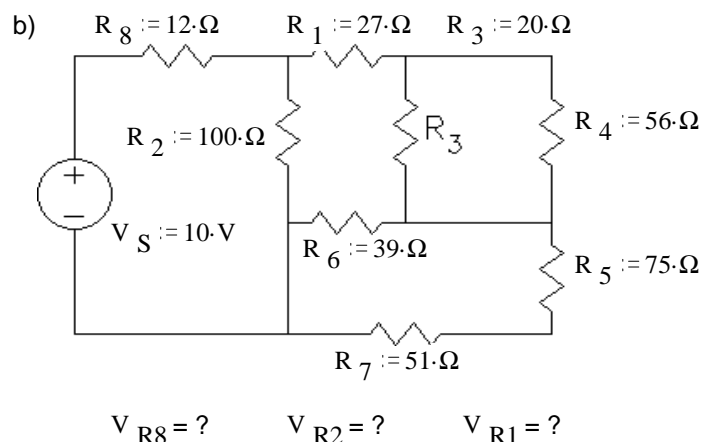 b)
R 8 := 12·Ω R 1 := 27·Ω R 3 := 20·Ω
R 2 := 100·Ω R3 R 4 := 56·Ω
+
−
V S := 10·V
R 6 := 39·Ω
R 5 := 75·Ω
R 7 := 51·Ω
V R8 = ? V R2 = ? V R1 = ?